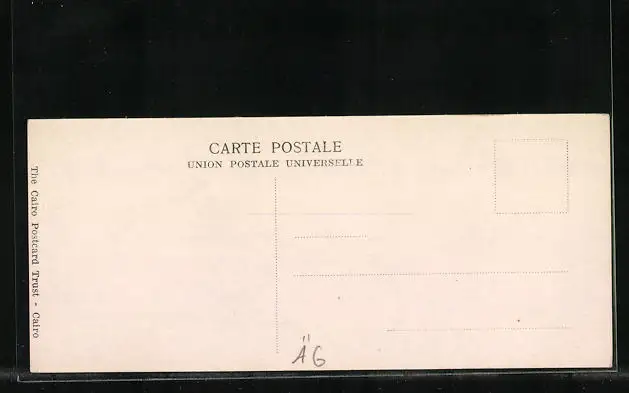 CARTE POSTALE
UNION POSTALE UNIVERSELLE
The Cairo Postcard Trust - Cairo
ÄG